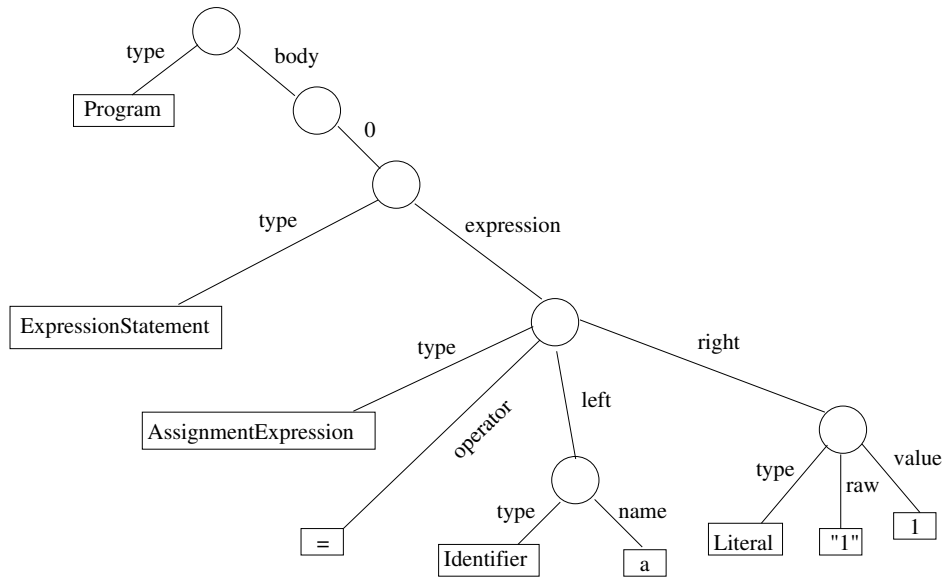 type
body
Program
0
type
expression
ExpressionStatement
type
right
AssignmentExpression
operator
left
type
raw
value
type
name
=
Identifier
a
Literal
"1"
1